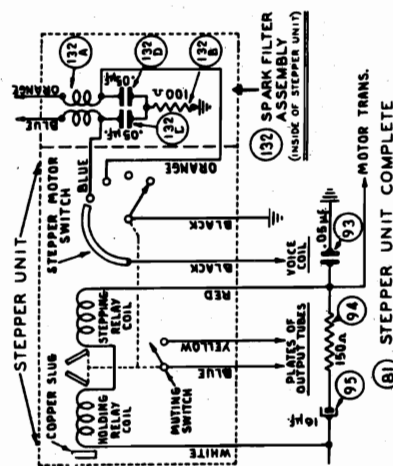 STEPPER UNIT
COPPER SLUG
HOLDING RELAY
COIL
STEPPING RELAY
COIL
STEPPER MOTOR
SWITCH
BLUE
ORANGE
BLUE
ORANGE
132
A
132
D
132
B
132
C
.05μF
.05μF.
100Ω
132 SPARK FILTER
ASSEMBLY
(INSIDE OF STEPPER UNIT)
MUTING
SWITCH
WHITE
BLUE
YELLOW
RED
BLACK
BLACK
PLATES OF
OUTPUT TUBES
VOICE
COIL
MOTOR TRANS.
10μF.
95
150Ω
94
.05μF
93
(81) STEPPER UNIT COMPLETE